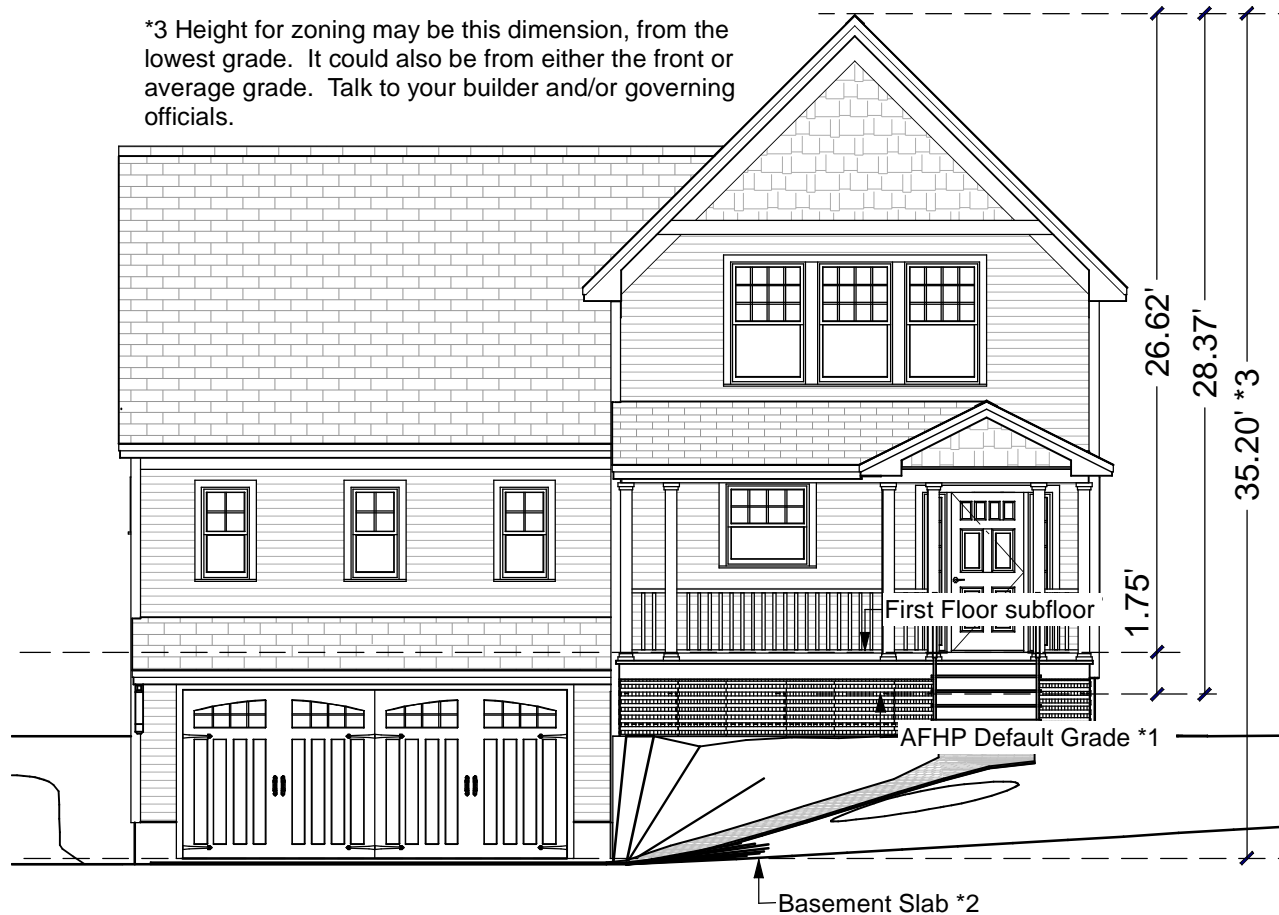 *3 Height for zoning may be this dimension, from the
lowest grade. It could also be from either the front or
average grade. Talk to your builder and/or governing
officials.
26.62'
28.37'
35.20' *3
1.75'
First Floor subfloor
AFHP Default Grade *1
Basement Slab *2